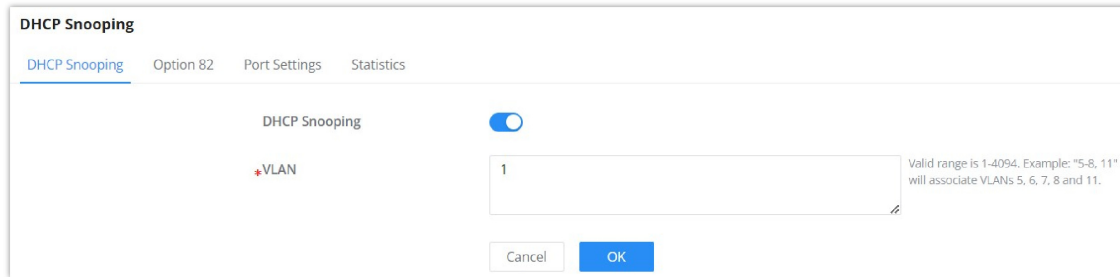 DHCP Snooping
DHCP Snooping Option 82 Port Settings Statistics
DHCP Snooping
*VLAN 1 Valid range is 1-4094. Example: "5-8, 11"
will associate VLANs 5, 6, 7, 8 and 11.
Cancel OK